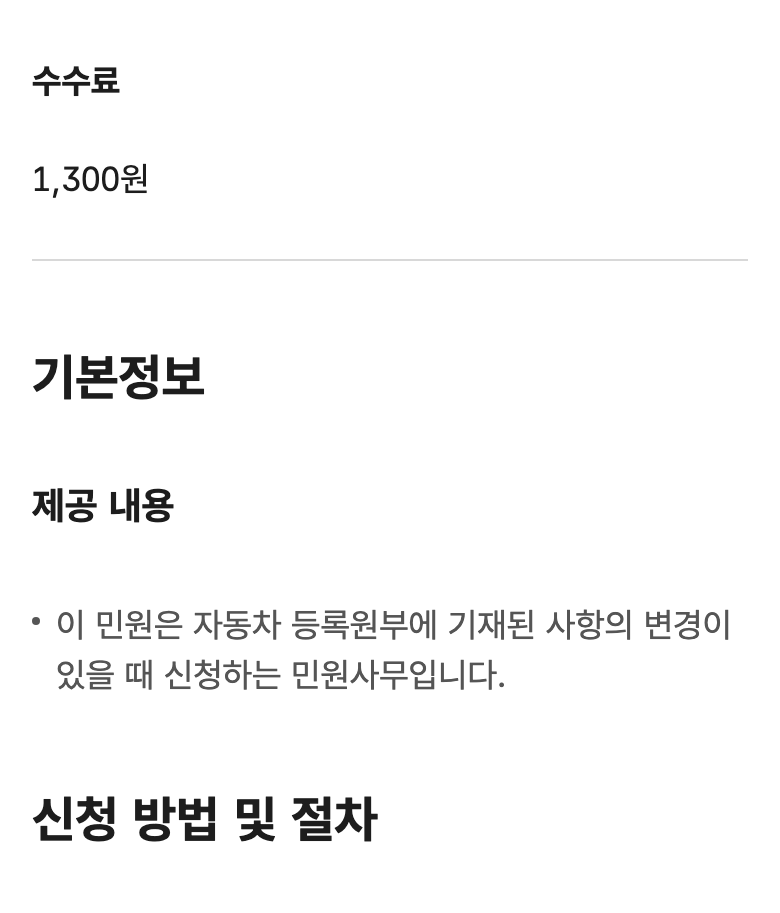 수수료
1,300원
기본정보
제공 내용
• 이 민원은 자동차 등록원부에 기재된 사항의 변경이
있을 때 신청하는 민원사무입니다.
신청 방법 및 절차